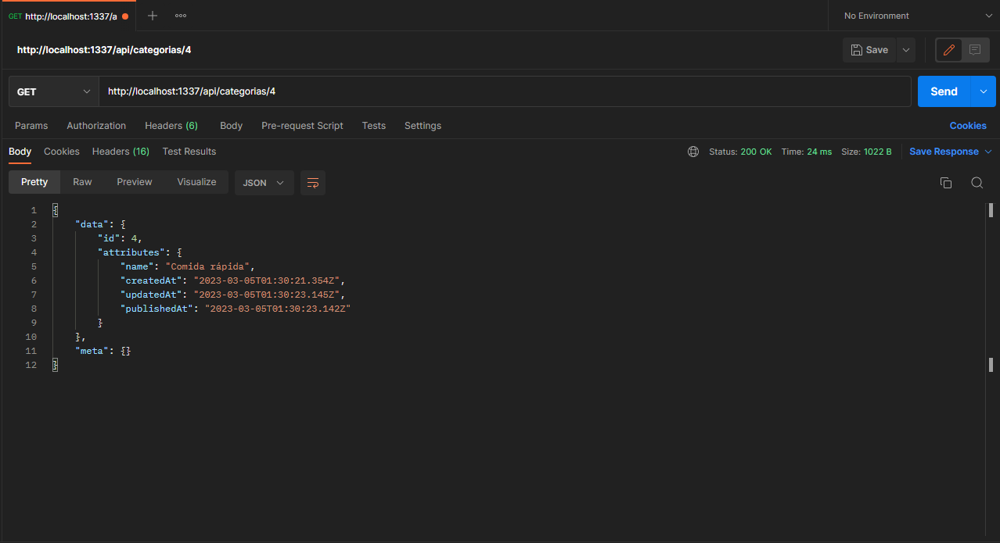 GET http://localhost:1337/a
No Environment
http://localhost:1337/api/categorias/4
Save
GET http://localhost:1337/api/categorias/4
Send
Params Authorization Headers (6) Body Pre-request Script Tests Settings Cookies
Body Cookies Headers (16) Test Results Status: 200 OK Time: 24 ms Size: 1022 B Save Response
Pretty Raw Preview Visualize JSON
1 {
2 "data": {
3 "id": 4,
4 "attributes": {
5 "name": "Comida rápida",
6 "createdAt": "2023-03-05T01:30:21.354Z",
7 "updatedAt": "2023-03-05T01:30:23.145Z",
8 "publishedAt": "2023-03-05T01:30:23.142Z"
9 }
10 },
11 "meta": {}
12 }